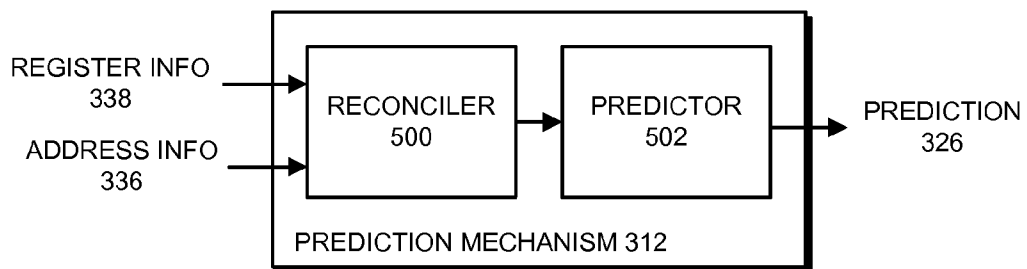 REGISTER INFO
338
ADDRESS INFO
336
RECONCILER
500
PREDICTOR
502
PREDICTION
326
PREDICTION MECHANISM 312